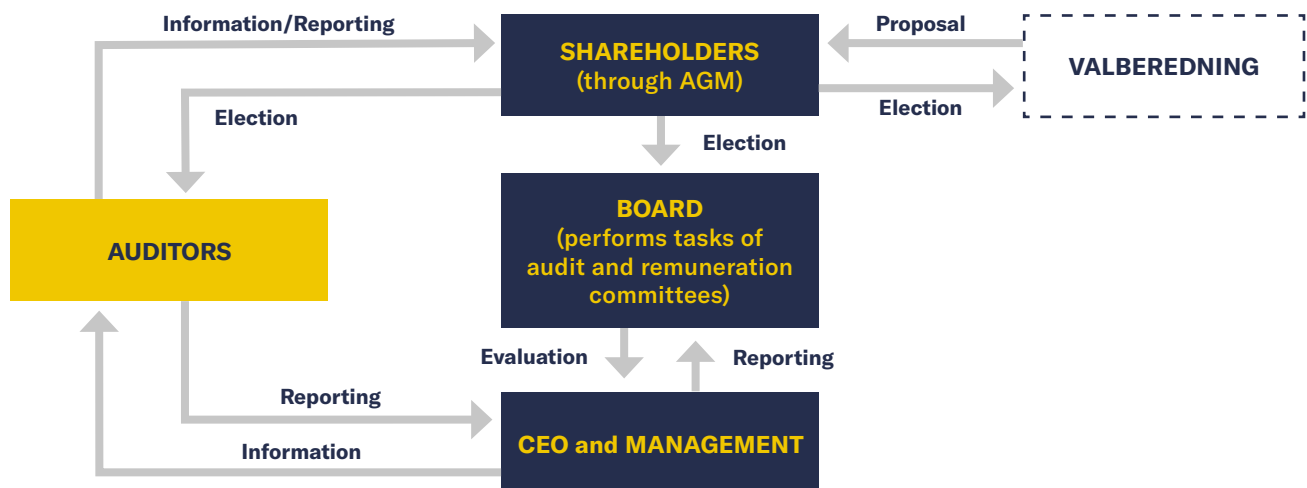 Information/Reporting
SHAREHOLDERS
(through AGM)
Proposal
VALBEREDNING
Election
Election
Election
BOARD
(performs tasks of
audit and remuneration
committees)
AUDITORS
Evaluation
Reporting
Reporting
CEO and MANAGEMENT
Information